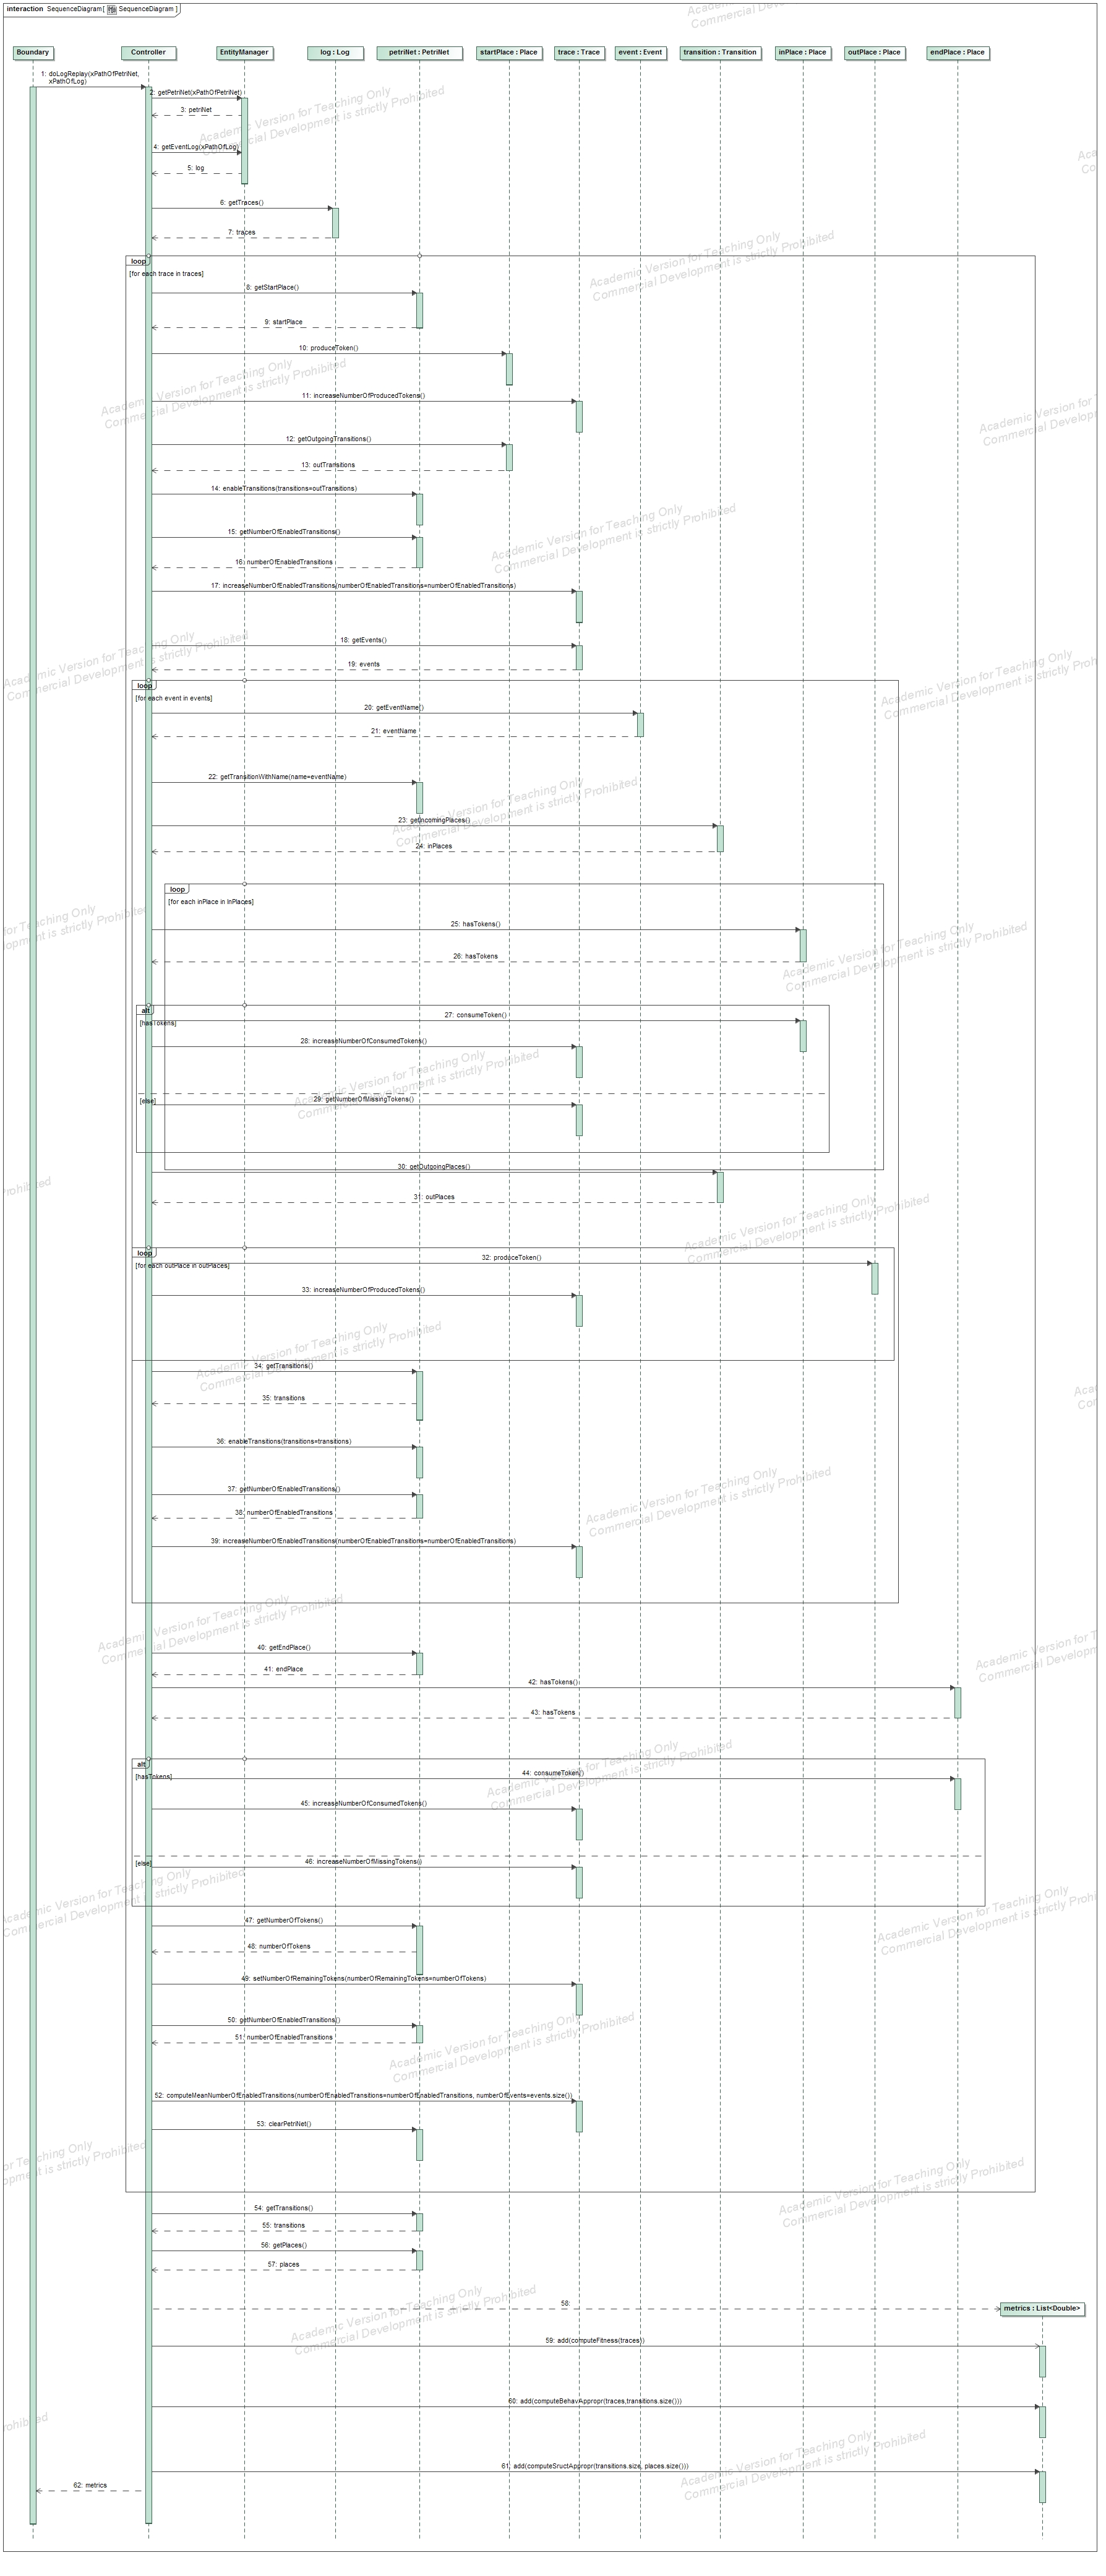 interaction SequenceDiagram[ SequenceDiagram ]
Boundary
Controller
EntityManager
log : Log
petriNet : PetriNet
startPlace : Place
trace : Trace
event : Event
transition : Transition
inPlace : Place
outPlace : Place
endPlace : Place
1: doLogReplay(xPathOfPetriNet,
xPathOfLog)
2: getPetriNet(xPathOfPetriNet)
3: petriNet
4: getEventLog(xPathOfLog)
5: log
6: getTraces()
7: traces
loop
[for each trace in traces]
8: getStartPlace()
9: startPlace
10: produceToken()
11: increaseNumberOfProducedTokens()
12: getOutgoingTransitions()
13: outTransitions
14: enableTransitions(transitions=outTransitions)
15: getNumberOfEnabledTransitions()
16: numberOfEnabledTransitions
17: increaseNumberOfEnabledTransitions(numberOfEnabledTransitions=numberOfEnabledTransitions)
18: getEvents()
19: events
loop
[for each event in events]
20: getEventName()
21: eventName
22: getTransitionWithName(name=eventName)
23: getIncomingPlaces()
24: inPlaces
loop
[for each inPlace in InPlaces]
25: hasTokens()
26: hasTokens
alt
[hasTokens]
27: consumeToken()
28: increaseNumberOfConsumedTokens()
[else]
29: getNumberOfMissingTokens()
30: getOutgoingPlaces()
31: outPlaces
loop
[for each outPlace in outPlaces]
32: produceToken()
33: increaseNumberOfProducedTokens()
34: getTransitions()
35: transitions
36: enableTransitions(transitions=transitions)
37: getNumberOfEnabledTransitions()
38: numberOfEnabledTransitions
39: increaseNumberOfEnabledTransitions(numberOfEnabledTransitions=numberOfEnabledTransitions)
40: getEndPlace()
41: endPlace
42: hasTokens()
43: hasTokens
alt
[hasTokens]
44: consumeToken()
45: increaseNumberOfConsumedTokens()
[else]
46: increaseNumberOfMissingTokens()
47: getNumberOfTokens()
48: numberOfTokens
49: setNumberOfRemainingTokens(numberOfRemainingTokens=numberOfTokens)
50: getNumberOfEnabledTransitions()
51: numberOfEnabledTransitions
52: computeMeanNumberOfEnabledTransitions(numberOfEnabledTransitions=numberOfEnabledTransitions, numberOfEvents=events.size())
53: clearPetriNet()
54: getTransitions()
55: transitions
56: getPlaces()
57: places
58:
metrics : List<Double>
59: add(computeFitness(traces))
60: add(computeBehavAppropr(traces,transitions.size()))
61: add(computeSructAppropr(transitions.size, places.size()))
62: metrics
Academic Version for Teaching Only
Commercial Development is strictly Prohibited